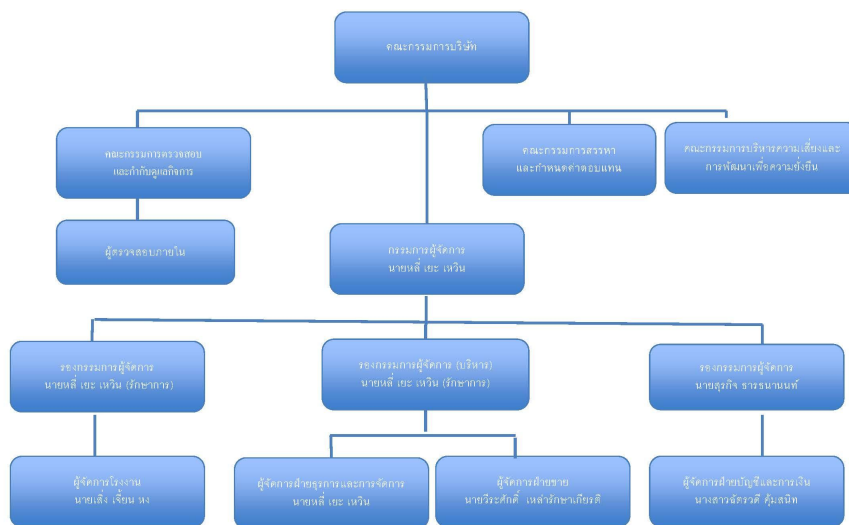 คณะกรรมการบริษัท
คณะกรรมการตรวจสอบ
และกำกับดูแลกิจการ
คณะกรรมการสรรหา
และกำหนดค่าตอบแทน
คณะกรรมการบริหารความเสี่ยงและ
การพัฒนาเพื่อความยั่งยืน
ผู้ตรวจสอบภายใน
กรรมการผู้จัดการ
นายหลี่ เยะ เหวิน
รองกรรมการผู้จัดการ
นายหลี่ เยะ เหวิน (รักษาการ)
รองกรรมการผู้จัดการ (บริหาร)
นายหลี่ เยะ เหวิน (รักษาการ)
รองกรรมการผู้จัดการ
นายสุรกิจ ธารธนานนท์
ผู้จัดการโรงงาน
นายเสิ่ง เจี้ยน หง
ผู้จัดการฝ่ายธุรการและการจัดการ
นายหลี่ เยะ เหวิน
ผู้จัดการฝ่ายขาย
นายวีระศักดิ์ เหล่ารักษาเกียรติ
ผู้จัดการฝ่ายบัญชีและการเงิน
นางสาวฉัตรวดี คุ้มสนิท